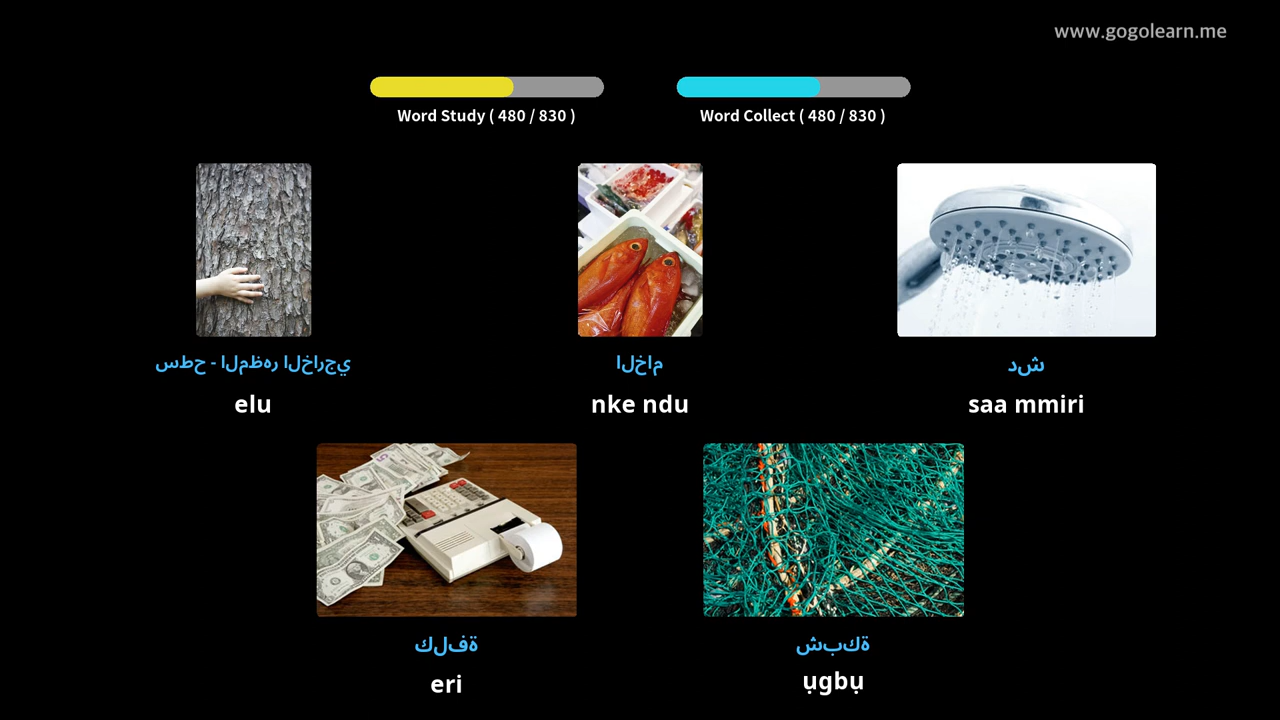 www.gogolearn.me
Word Study ( 480 / 830 )
Word Collect ( 480 / 830 )
سطح - المظهر الخارجي
الخام
دش
elu
nke ndu
saa mmiri
كلفة
شبكة
eri
ụgbụ